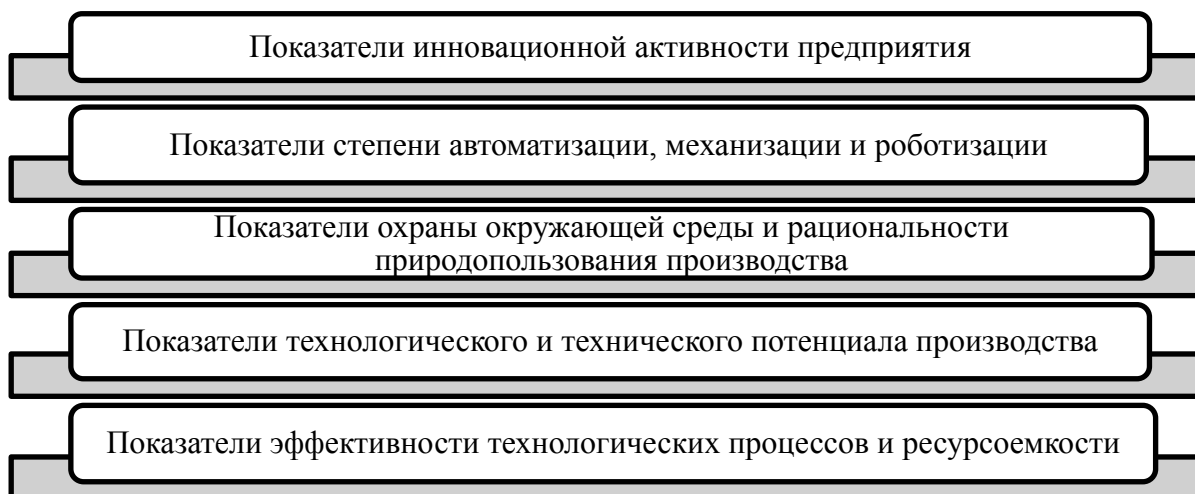 Показатели инновационной активности предприятия
Показатели степени автоматизации, механизации и роботизации
Показатели охраны окружающей среды и рациональности
природопользования производства
Показатели технологического и технического потенциала производства
Показатели эффективности технологических процессов и ресурсоемкости